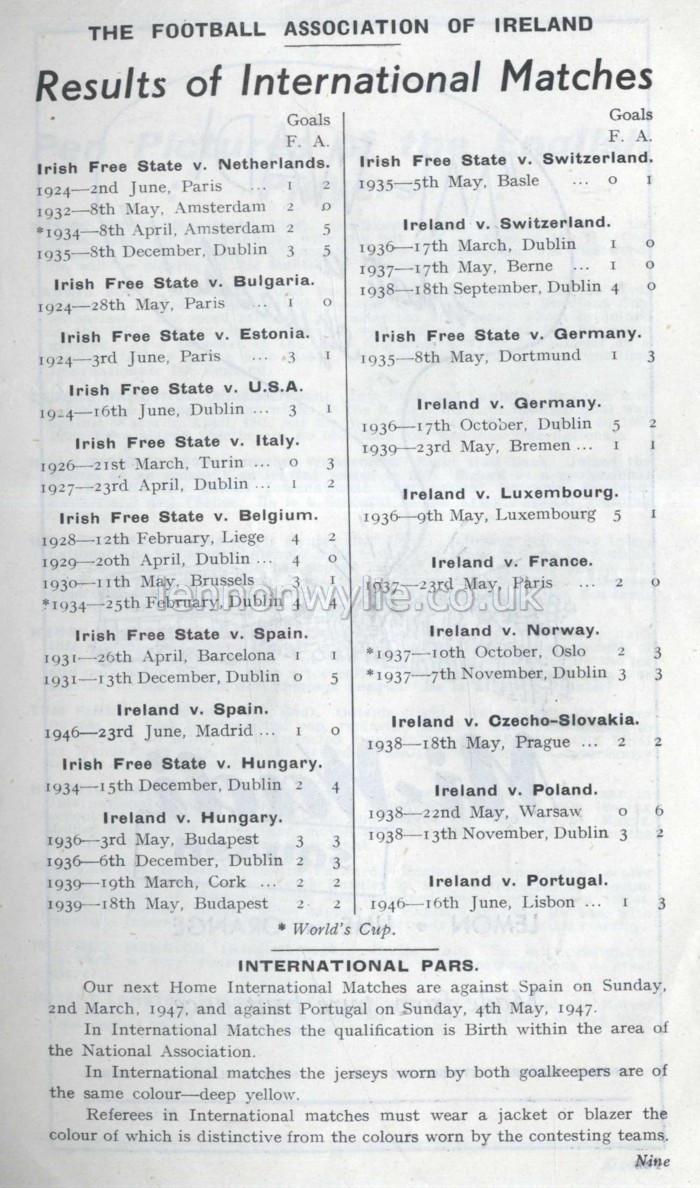 THE FOOTBALL ASSOCIATION OF IRELAND
Results of International Matches
Goals
F. A.
Irish Free State v. Netherlands.
1924—2nd June, Paris ... 1 2
1932—8th May, Amsterdam 2 0
*1934—8th April, Amsterdam 2 5
1935—8th December, Dublin 3 5
Irish Free State v. Bulgaria.
1924—28th May, Paris ... 1 0
Irish Free State v. Estonia.
1924—3rd June, Paris ... 3 1
Irish Free State v. U.S.A.
1924—16th June, Dublin ... 3 1
Irish Free State v. Italy.
1926—21st March, Turin ... 0 3
1927—23rd April, Dublin ... 1 2
Irish Free State v. Belgium.
1928—12th February, Liege 4 2
1929—20th April, Dublin ... 4 0
1930—11th May, Brussels 3 1
*1934—25th February, Dublin 4 4
Irish Free State v. Spain.
1931—26th April, Barcelona 1 1
1931—13th December, Dublin 0 5
Ireland v. Spain.
1946—23rd June, Madrid ... 1 0
Irish Free State v. Hungary.
1934—15th December, Dublin 2 4
Ireland v. Hungary.
1936—3rd May, Budapest 3 3
1936—6th December, Dublin 2 3
1939—19th March, Cork ... 2 2
1939—18th May, Budapest 2 2
Goals
F. A.
Irish Free State v. Switzerland.
1935—5th May, Basle ... 0 1
Ireland v. Switzerland.
1936—17th March, Dublin 1 0
1937—17th May, Berne ... 1 0
1938—18th September, Dublin 4 0
Irish Free State v. Germany.
1935—8th May, Dortmund 1 3
Ireland v. Germany.
1936—17th October, Dublin 5 2
1939—23rd May, Bremen ... 1 1
Ireland v. Luxembourg.
1936—9th May, Luxembourg 5 1
Ireland v. France.
1937—23rd May, Paris ... 2 0
Ireland v. Norway.
*1937—10th October, Oslo 2 3
*1937—7th November, Dublin 3 3
Ireland v. Czecho-Slovakia.
1938—18th May, Prague ... 2 2
Ireland v. Poland.
1938—22nd May, Warsaw 0 6
1938—13th November, Dublin 3 2
Ireland v. Portugal.
1946—16th June, Lisbon ... 1 3
lennonwylie.co.uk
* World's Cup.
INTERNATIONAL PARS.
Our next Home International Matches are against Spain on Sunday,
2nd March, 1947, and against Portugal on Sunday, 4th May, 1947.
In International Matches the qualification is Birth within the area of
the National Association.
In International matches the jerseys worn by both goalkeepers are of
the same colour—deep yellow.
Referees in International matches must wear a jacket or blazer the
colour of which is distinctive from the colours worn by the contesting teams.
Nine